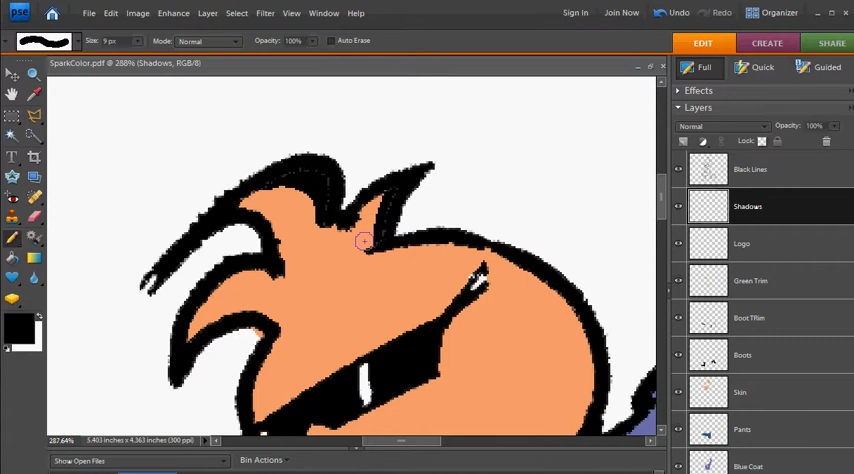 pse File Edit Image Enhance Layer Select Filter View Window Help Sign In Join Now Undo Redo Organizer
Size: 9 px Mode: Normal Opacity: 100% Auto Erase EDIT CREATE SHARE
SparkColor.pdf @ 288% (Shadows, RGB/8)
Full Quick Guided
Effects
Layers
Normal Opacity: 100%
Lock:
Black Lines
Shadows
Logo
Green Trim
Boot TRim
Boots
Skin
Pants
Blue Coat
287.64% 5.403 inches x 4.363 inches (300 ppi)
Show Open Files Bin Actions